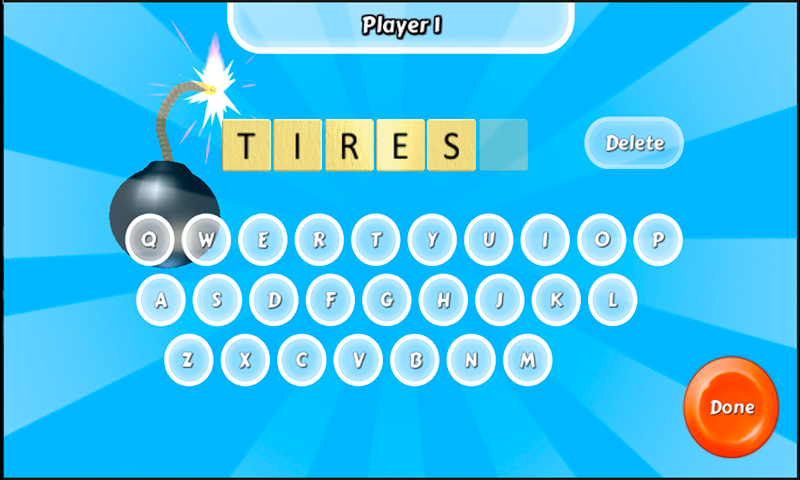 Player 1
TIRES
Delete
Q W E R T Y U I O P
A S D F G H J K L
Z X C V B N M
Done